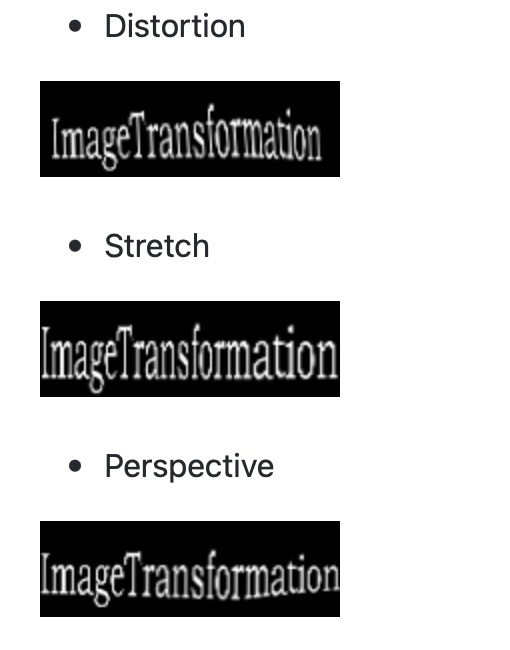 Distortion
ImageTransformation
Stretch
ImageTransformation
Perspective
ImageTransformation